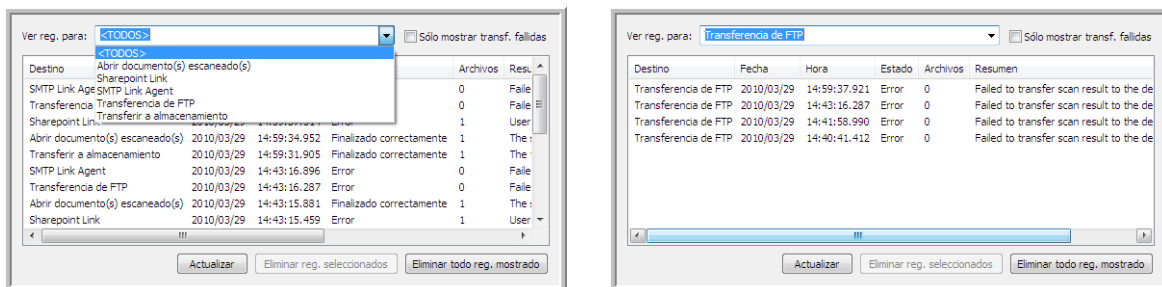 Ver reg. para: <TODOS> Sólo mostrar transf. fallidas
<TODOS>
Abrir documento(s) escaneado(s)
Sharepoint Link
SMTP Link Agent
Transferencia de FTP
Transferir a almacenamiento
Destino Archivos Resu
SMTP Link Age 0 Faile
Transferencia 0 Faile
Sharepoint Lin 1 User
Abrir documento(s) escaneado(s) 2010/03/29 14:59:34.952 Finalizado correctamente 1 The s
Transferir a almacenamiento 2010/03/29 14:59:31.905 Finalizado correctamente 1 The
SMTP Link Agent 2010/03/29 14:43:16.896 Error 0 Faile
Transferencia de FTP 2010/03/29 14:43:16.287 Error 0 Faile
Abrir documento(s) escaneado(s) 2010/03/29 14:43:15.881 Finalizado correctamente 1 The s
Sharepoint Link 2010/03/29 14:43:15.459 Error 1 User
Actualizar Eliminar reg. seleccionados Eliminar todo reg. mostrado
Ver reg. para: Transferencia de FTP Sólo mostrar transf. fallidas
Destino Fecha Hora Estado Archivos Resumen
Transferencia de FTP 2010/03/29 14:59:37.921 Error 0 Failed to transfer scan result to the de
Transferencia de FTP 2010/03/29 14:43:16.287 Error 0 Failed to transfer scan result to the de
Transferencia de FTP 2010/03/29 14:41:58.990 Error 0 Failed to transfer scan result to the de
Transferencia de FTP 2010/03/29 14:40:41.412 Error 0 Failed to transfer scan result to the de
Actualizar Eliminar reg. seleccionados Eliminar todo reg. mostrado